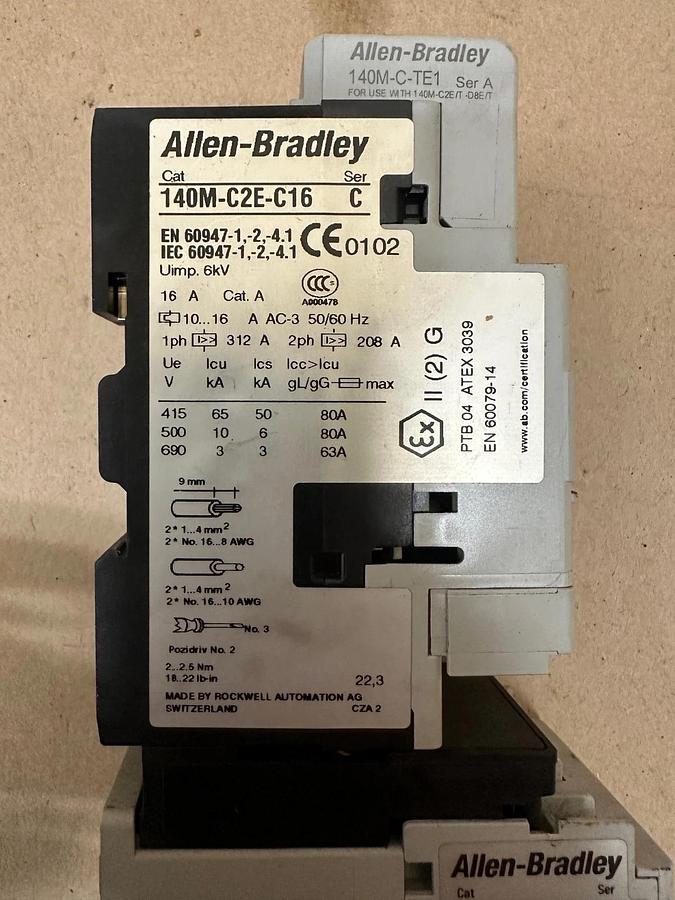 Allen-Bradley
140M-C-TE1 Ser A
FOR USE WITH 140M-C2E/T -D8E/T
Allen-Bradley
Cat Ser
140M-C2E-C16 C
EN 60947-1,-2,-4.1
IEC 60947-1,-2,-4.1
CE 0102
Uimp. 6kV
CCC
A000478
16 A Cat. A
10...16 A AC-3 50/60 Hz
1ph I>> 312 A 2ph I>> 208 A
Ue Icu Ics Icc>Icu
V kA kA gL/gG max
415 65 50 80A
500 10 6 80A
690 3 3 63A
Ex II (2) G
PTB 04 ATEX 3039
EN 60079-14
www.ab.com/certification
9 mm
2* 1...4 mm²
2* No. 16...8 AWG
2* 1...4 mm²
2* No. 16...10 AWG
No. 3
Pozidriv No. 2
2...2.5 Nm
18...22 lb-in
22,3
MADE BY ROCKWELL AUTOMATION AG
SWITZERLAND CZA 2
Allen-Bradley
Cat Ser